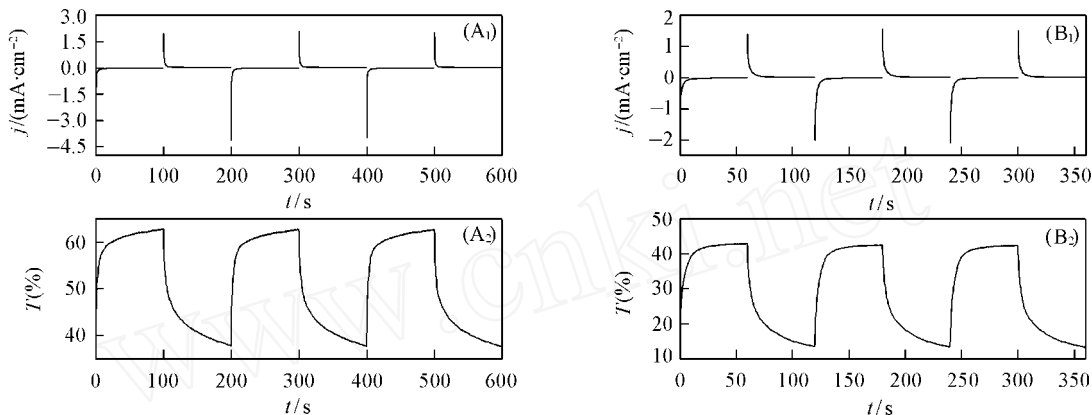 3.0
(A1)
1.5
0.0
−1.5
−3.0
−4.5
j/(mA·cm⁻²)
0 100 200 300 400 500 600
t/s
2
(B1)
1
0
−1
−2
j/(mA·cm⁻²)
0 50 100 150 200 250 300 350
t/s
(A2)
60
50
40
T(%)
0 100 200 300 400 500 600
t/s
50
(B2)
40
30
20
10
T(%)
0 50 100 150 200 250 300 350
t/s
www.cnki.net